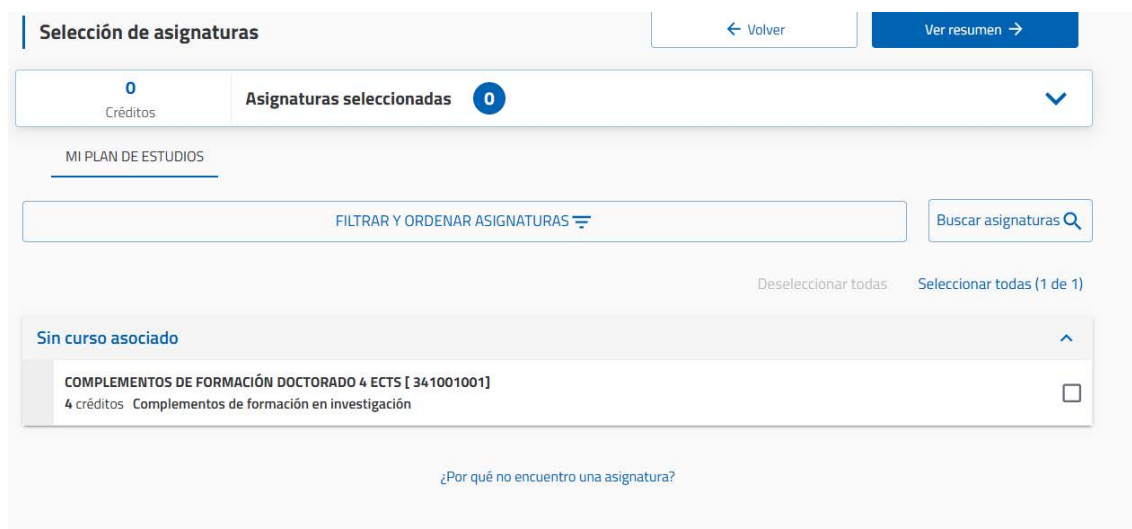 Selección de asignaturas
← Volver
Ver resumen →
0
Créditos
Asignaturas seleccionadas 0
MI PLAN DE ESTUDIOS
FILTRAR Y ORDENAR ASIGNATURAS
Buscar asignaturas
Deseleccionar todas
Seleccionar todas (1 de 1)
Sin curso asociado
COMPLEMENTOS DE FORMACIÓN DOCTORADO 4 ECTS [ 341001001]
4 créditos Complementos de formación en investigación
¿Por qué no encuentro una asignatura?